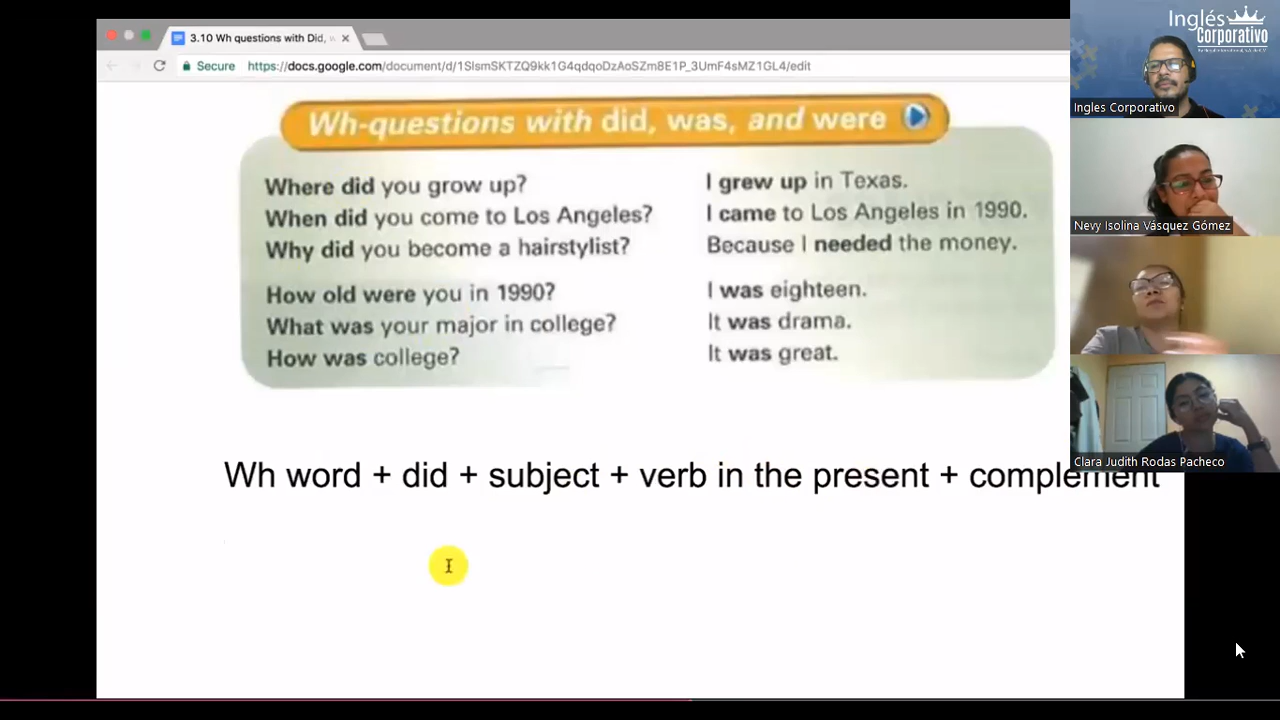 3.10 Wh questions with Did,
Secure https://docs.google.com/document/d/1SlsmSKTZQ9kk1G4qdqoDzAoSZm8E1P_3UmF4sMZ1GL4/edit
Wh-questions with did, was, and were
Where did you grow up? I grew up in Texas.
When did you come to Los Angeles? I came to Los Angeles in 1990.
Why did you become a hairstylist? Because I needed the money.
How old were you in 1990? I was eighteen.
What was your major in college? It was drama.
How was college? It was great.
Wh word + did + subject + verb in the present + complement
Inglés
Corporativo
Ingles Corporativo
Nevy Isolina Vásquez Gómez
Clara Judith Rodas Pacheco